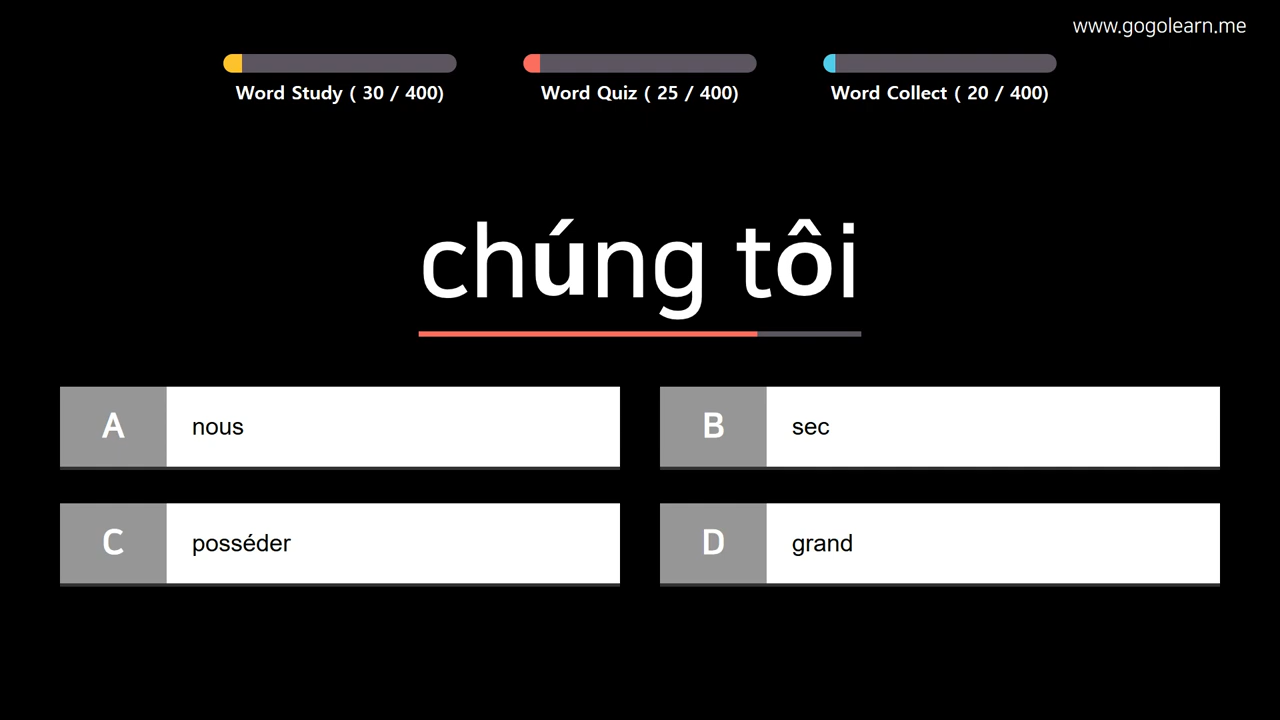 www.gogolearn.me
Word Study ( 30 / 400)
Word Quiz ( 25 / 400)
Word Collect ( 20 / 400)
chúng tôi
A nous
B sec
C posséder
D grand